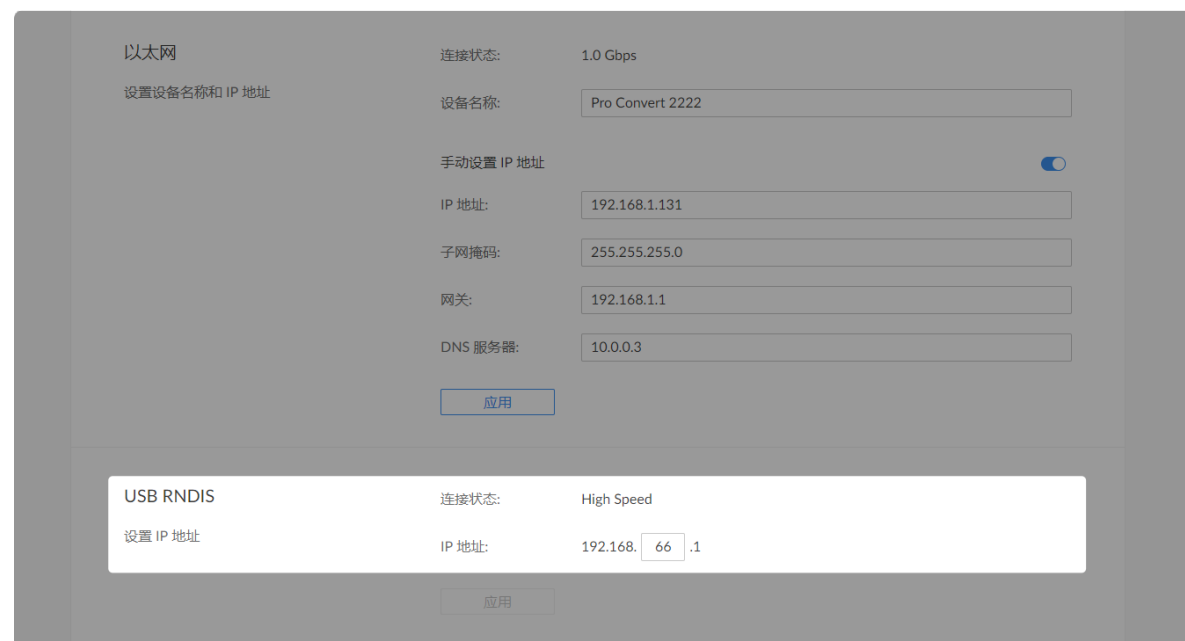 以太网
设置设备名称和 IP 地址
连接状态: 1.0 Gbps
设备名称: Pro Convert 2222
手动设置 IP 地址
IP 地址: 192.168.1.131
子网掩码: 255.255.255.0
网关: 192.168.1.1
DNS 服务器: 10.0.0.3
应用
USB RNDIS
设置 IP 地址
连接状态: High Speed
IP 地址: 192.168. 66 .1
应用